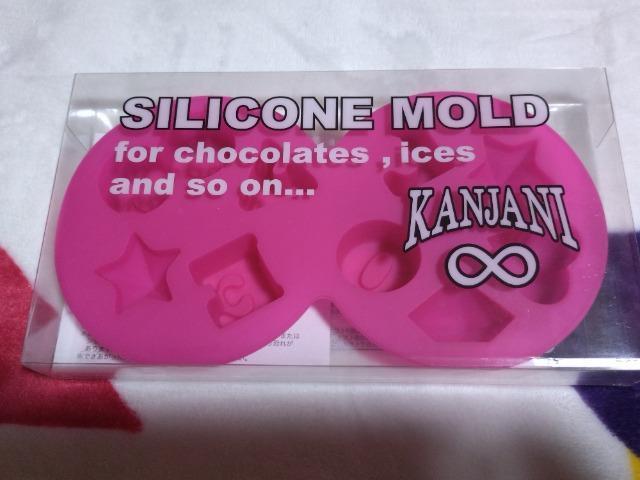 SILICONE MOLD
for chocolates , ices
and so on...
KANJANI
∞